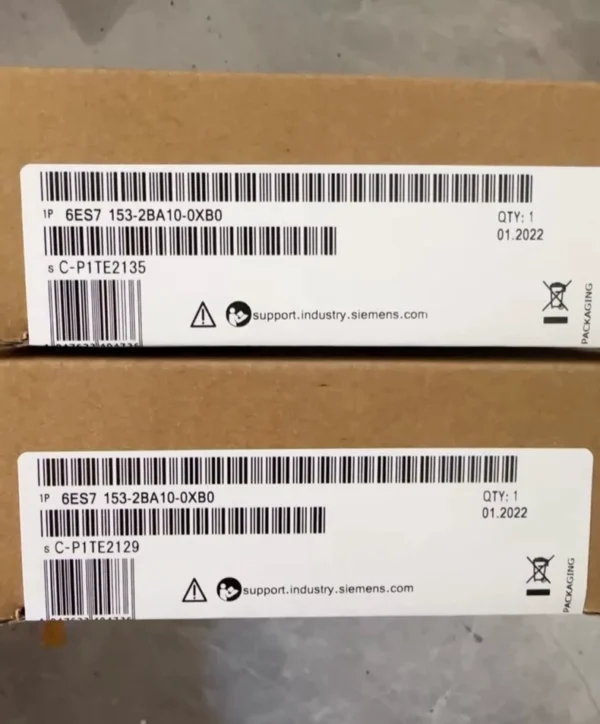 1P 6ES7 153-2BA10-0XB0
QTY: 1
01.2022
S C-P1TE2135
support.industry.siemens.com
PACKAGING
1P 6ES7 153-2BA10-0XB0
QTY: 1
01.2022
S C-P1TE2129
support.industry.siemens.com
PACKAGING